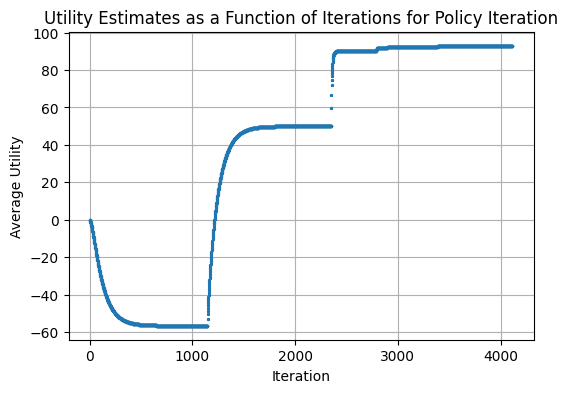 Utility Estimates as a Function of Iterations for Policy Iteration
100
80
60
40
20
0
−20
−40
−60
Average Utility
0 1000 2000 3000 4000
Iteration